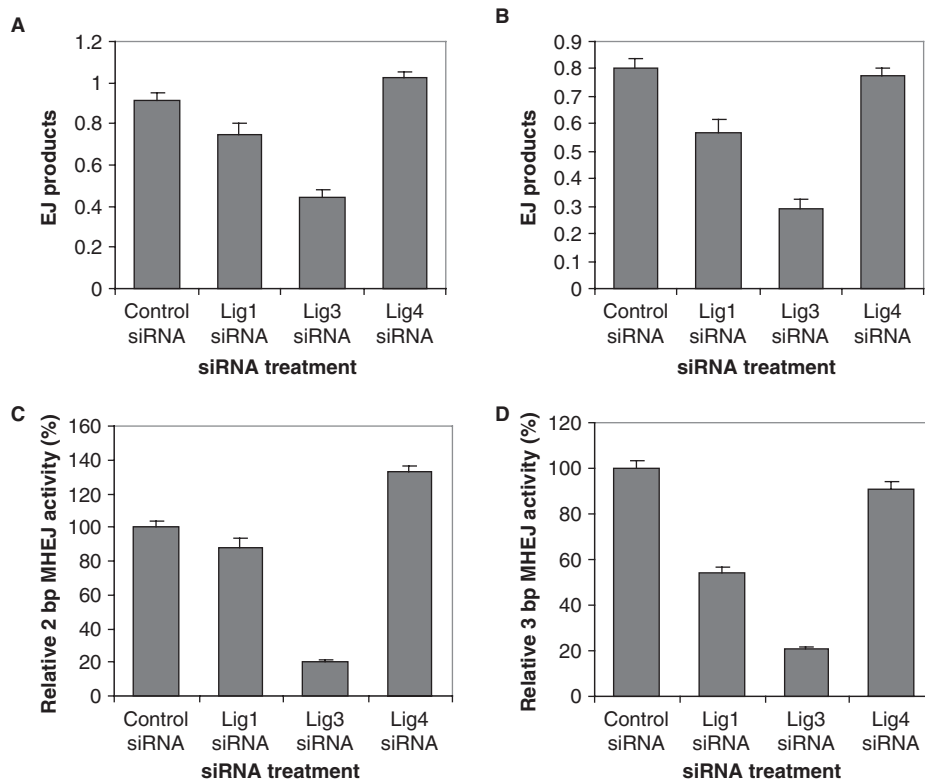 A
EJ products
1.2
1
0.8
0.6
0.4
0.2
0
Control siRNA
Lig1 siRNA
Lig3 siRNA
Lig4 siRNA
siRNA treatment
B
EJ products
0.9
0.8
0.7
0.6
0.5
0.4
0.3
0.2
0.1
0
Control siRNA
Lig1 siRNA
Lig3 siRNA
Lig4 siRNA
siRNA treatment
C
Relative 2 bp MHEJ activity (%)
160
140
120
100
80
60
40
20
0
Control siRNA
Lig1 siRNA
Lig3 siRNA
Lig4 siRNA
siRNA treatment
D
Relative 3 bp MHEJ activity (%)
120
100
80
60
40
20
0
Control siRNA
Lig1 siRNA
Lig3 siRNA
Lig4 siRNA
siRNA treatment